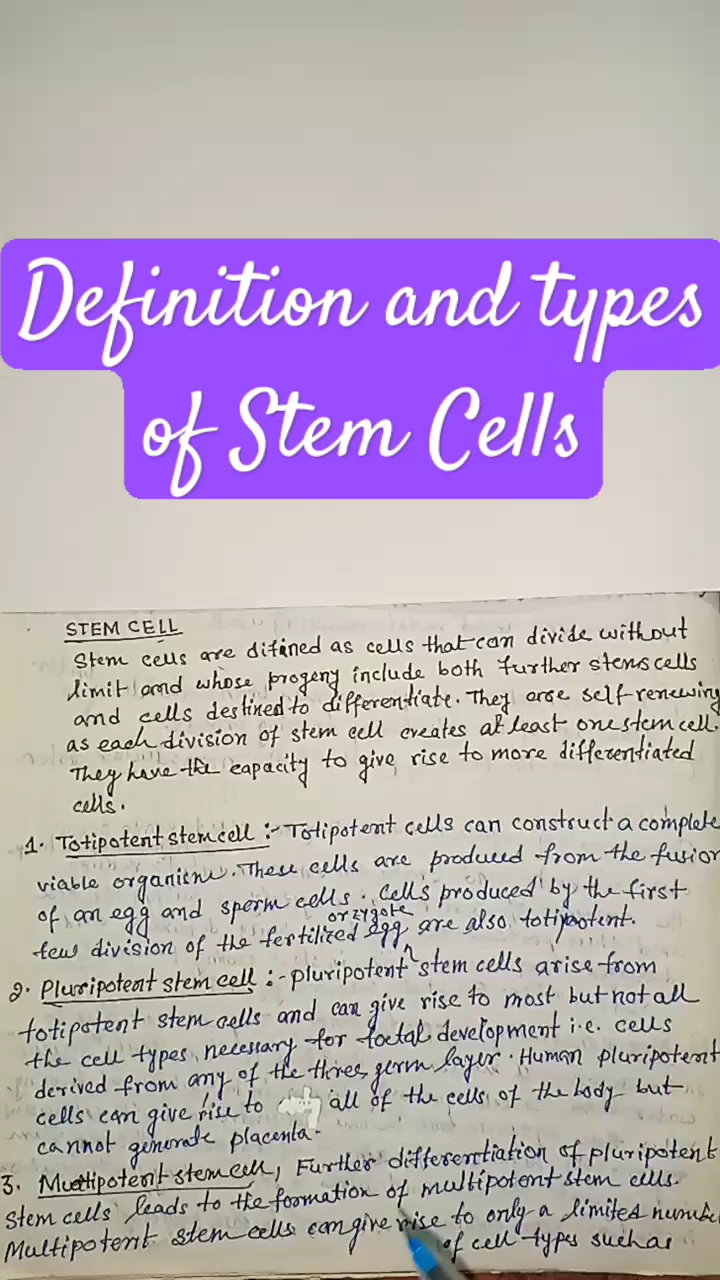 Definition and types
of Stem Cells
STEM CELL
Stem cells are difined as cells that can divide without
limit and whose progeny include both further stems cells
and cells destined to differentiate. They are self-renewing
as each division of stem cell creates at least one stem cell.
They have the capacity to give rise to more differentiated
cells.
1. Totipotent stem cell :- Totipotent cells can construct a complete
viable organism. These cells are produced from the fusion
of an egg and sperm cells. Cells produced by the first
or zygote
few division of the fertilized egg are also totipotent.
2. Pluripotent stem cell :- pluripotent stem cells arise from
totipotent stem cells and can give rise to most but not all
the cell types necessary for foetal development i.e. cells
derived from any of the three germ layer. Human pluripotent
cells can give rise to all of the cells of the body but
cannot generate placenta.
3. Multipotent stem cell, Further differentiation of pluripotent
stem cells leads to the formation of multipotent stem cells.
Multipotent stem cells can give rise to only a limited number
of cell types such as